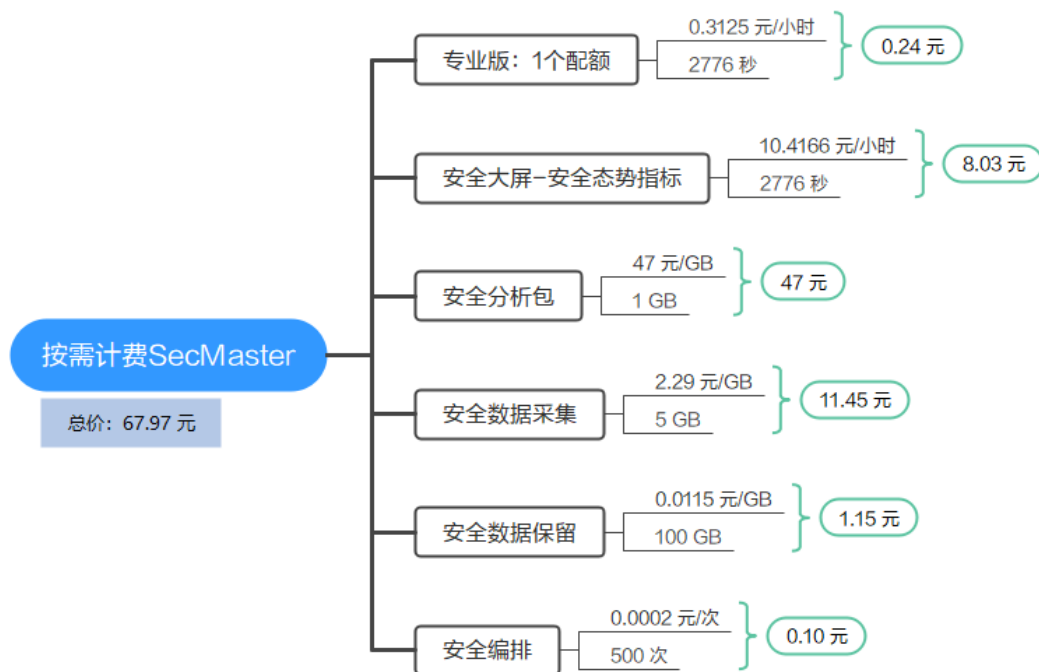 按需计费SecMaster
总价：67.97 元
专业版：1个配额
0.3125 元/小时
2776 秒
0.24 元
安全大屏-安全态势指标
10.4166 元/小时
2776 秒
8.03 元
安全分析包
47 元/GB
1 GB
47 元
安全数据采集
2.29 元/GB
5 GB
11.45 元
安全数据保留
0.0115 元/GB
100 GB
1.15 元
安全编排
0.0002 元/次
500 次
0.10 元